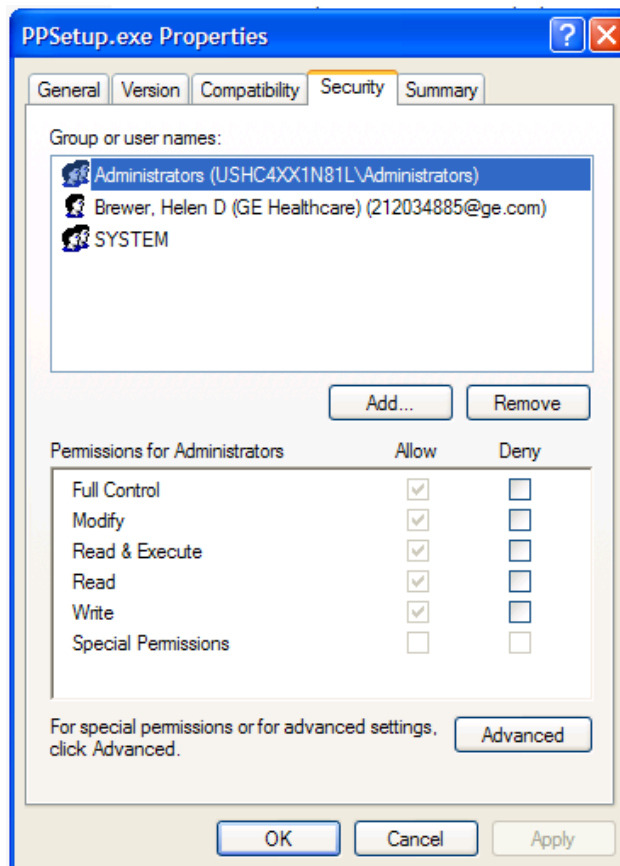 PPSetup.exe Properties
General Version Compatibility Security Summary
Group or user names:
Administrators (USHC4XX1N81L\Administrators)
Brewer, Helen D (GE Healthcare) (212034885@ge.com)
SYSTEM
Add... Remove
Permissions for Administrators Allow Deny
Full Control
Modify
Read & Execute
Read
Write
Special Permissions
For special permissions or for advanced settings,
click Advanced.
Advanced
OK Cancel Apply